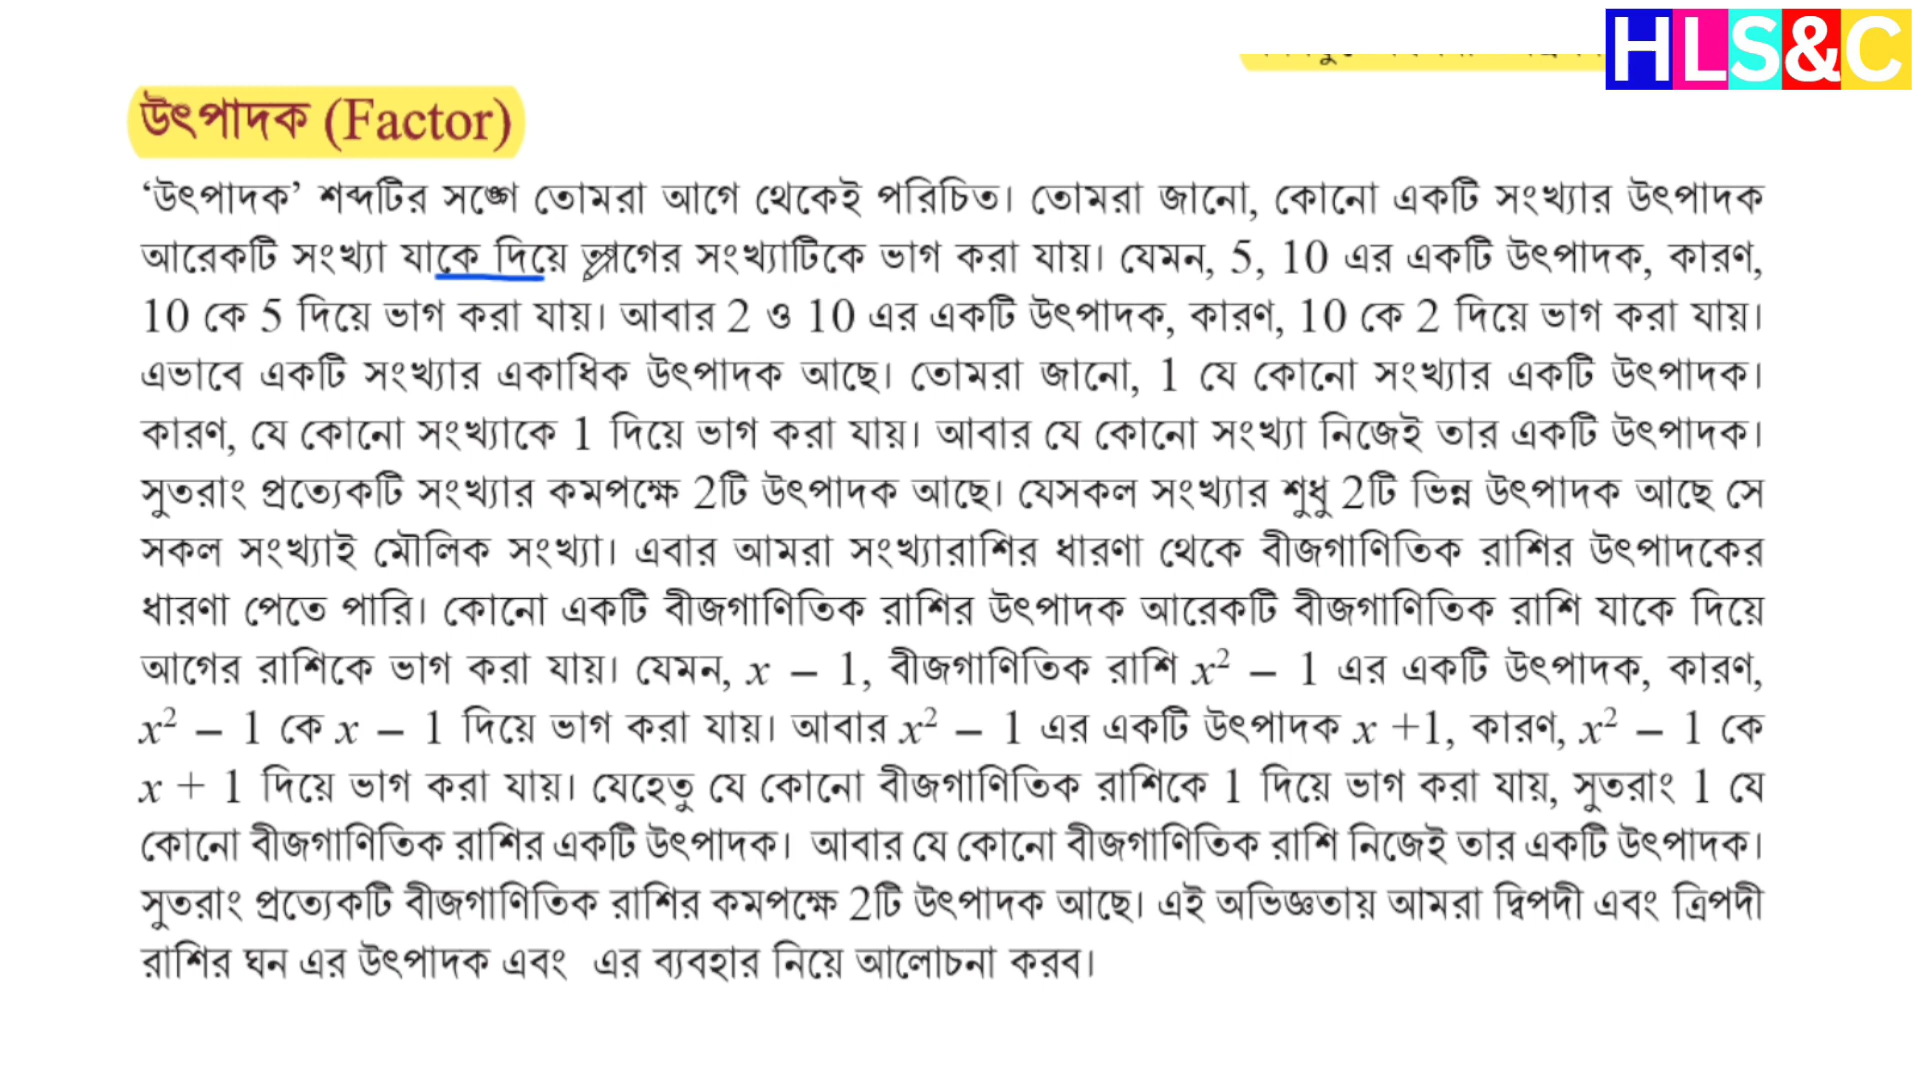 HLS&C
উৎপাদক (Factor)
‘উৎপাদক’ শব্দটির সঙ্গে তোমরা আগে থেকেই পরিচিত। তোমরা জানো, কোনো একটি সংখ্যার উৎপাদক
আরেকটি সংখ্যা যাকে দিয়ে আগের সংখ্যাটিকে ভাগ করা যায়। যেমন, 5, 10 এর একটি উৎপাদক, কারণ,
10 কে 5 দিয়ে ভাগ করা যায়। আবার 2 ও 10 এর একটি উৎপাদক, কারণ, 10 কে 2 দিয়ে ভাগ করা যায়।
এভাবে একটি সংখ্যার একাধিক উৎপাদক আছে। তোমরা জানো, 1 যে কোনো সংখ্যার একটি উৎপাদক।
কারণ, যে কোনো সংখ্যাকে 1 দিয়ে ভাগ করা যায়। আবার যে কোনো সংখ্যা নিজেই তার একটি উৎপাদক।
সুতরাং প্রত্যেকটি সংখ্যার কমপক্ষে 2টি উৎপাদক আছে। যেসকল সংখ্যার শুধু 2টি ভিন্ন উৎপাদক আছে সে
সকল সংখ্যাই মৌলিক সংখ্যা। এবার আমরা সংখ্যারাশির ধারণা থেকে বীজগাণিতিক রাশির উৎপাদকের
ধারণা পেতে পারি। কোনো একটি বীজগাণিতিক রাশির উৎপাদক আরেকটি বীজগাণিতিক রাশি যাকে দিয়ে
আগের রাশিকে ভাগ করা যায়। যেমন, x – 1, বীজগাণিতিক রাশি x² – 1 এর একটি উৎপাদক, কারণ,
x² – 1 কে x – 1 দিয়ে ভাগ করা যায়। আবার x² – 1 এর একটি উৎপাদক x +1, কারণ, x² – 1 কে
x + 1 দিয়ে ভাগ করা যায়। যেহেতু যে কোনো বীজগাণিতিক রাশিকে 1 দিয়ে ভাগ করা যায়, সুতরাং 1 যে
কোনো বীজগাণিতিক রাশির একটি উৎপাদক। আবার যে কোনো বীজগাণিতিক রাশি নিজেই তার একটি উৎপাদক।
সুতরাং প্রত্যেকটি বীজগাণিতিক রাশির কমপক্ষে 2টি উৎপাদক আছে। এই অভিজ্ঞতায় আমরা দ্বিপদী এবং ত্রিপদী
রাশির ঘন এর উৎপাদক এবং এর ব্যবহার নিয়ে আলোচনা করব।